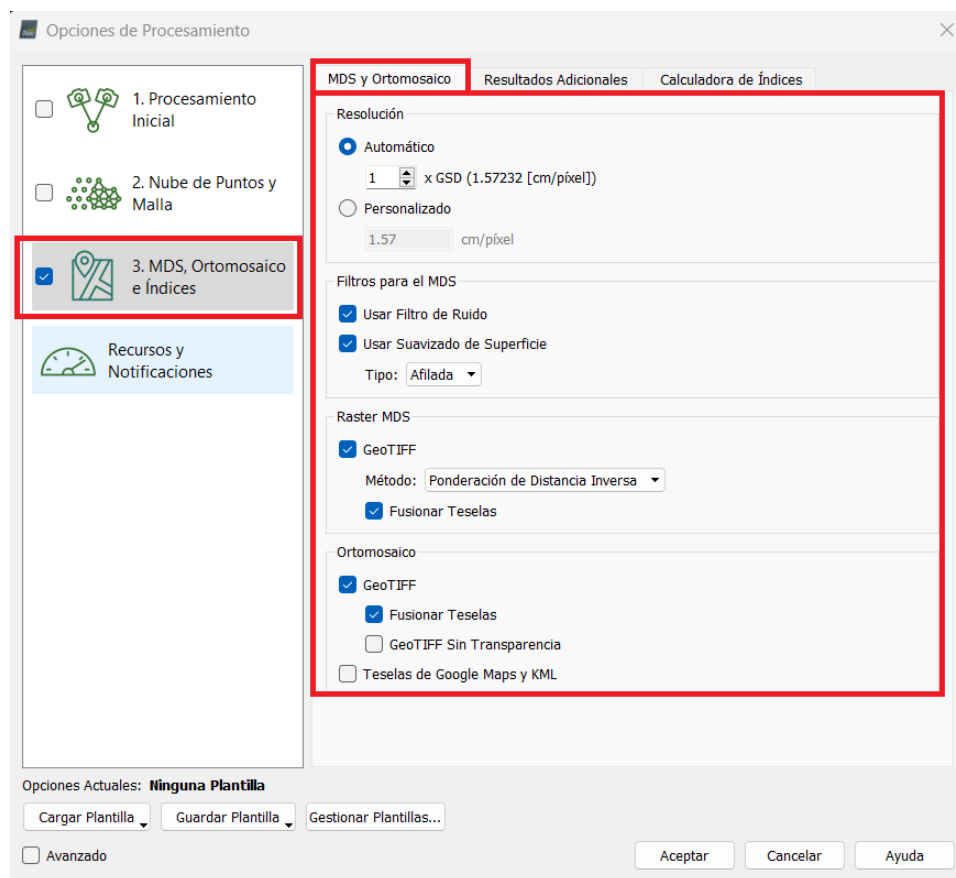 Opciones de Procesamiento
1. Procesamiento
Inicial
2. Nube de Puntos y
Malla
3. MDS, Ortomosaico
e Índices
Recursos y
Notificaciones
MDS y Ortomosaico
Resultados Adicionales
Calculadora de Índices
Resolución
Automático
1 x GSD (1.57232 [cm/píxel])
Personalizado
1.57 cm/píxel
Filtros para el MDS
Usar Filtro de Ruido
Usar Suavizado de Superficie
Tipo: Afilada
Raster MDS
GeoTIFF
Método: Ponderación de Distancia Inversa
Fusionar Teselas
Ortomosaico
GeoTIFF
Fusionar Teselas
GeoTIFF Sin Transparencia
Teselas de Google Maps y KML
Opciones Actuales: Ninguna Plantilla
Cargar Plantilla Guardar Plantilla Gestionar Plantillas...
Avanzado
Aceptar Cancelar Ayuda